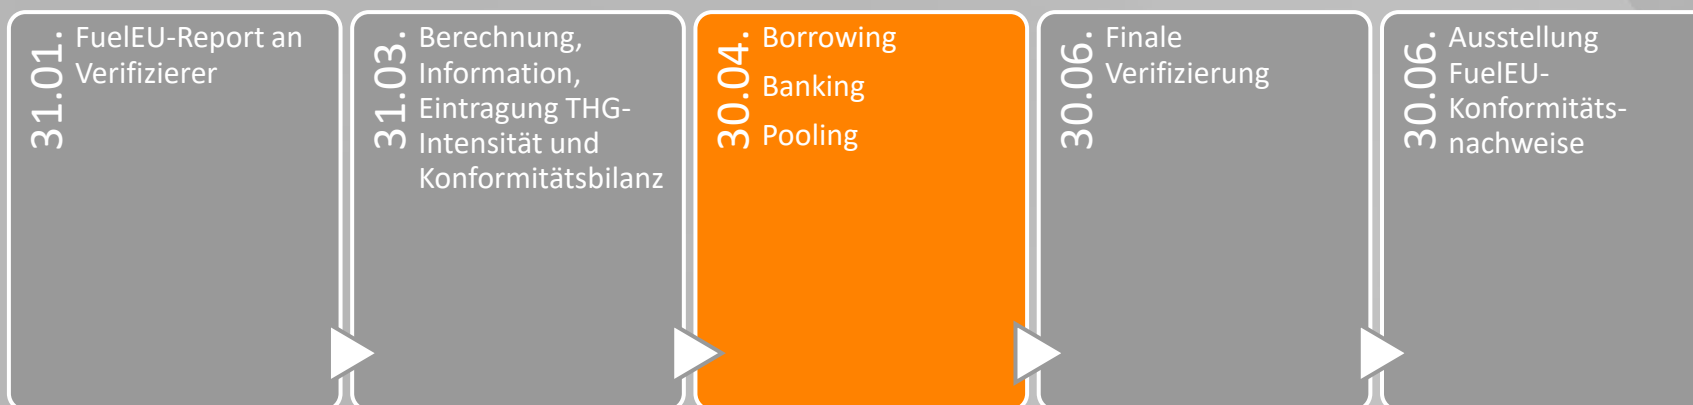 31.01.
FuelEU-Report an
Verifizierer
31.03.
Berechnung,
Information,
Eintragung THG-
Intensität und
Konformitätsbilanz
30.04.
Borrowing
Banking
Pooling
30.06.
Finale
Verifizierung
30.06.
Ausstellung
FuelEU-
Konformitäts-
nachweise